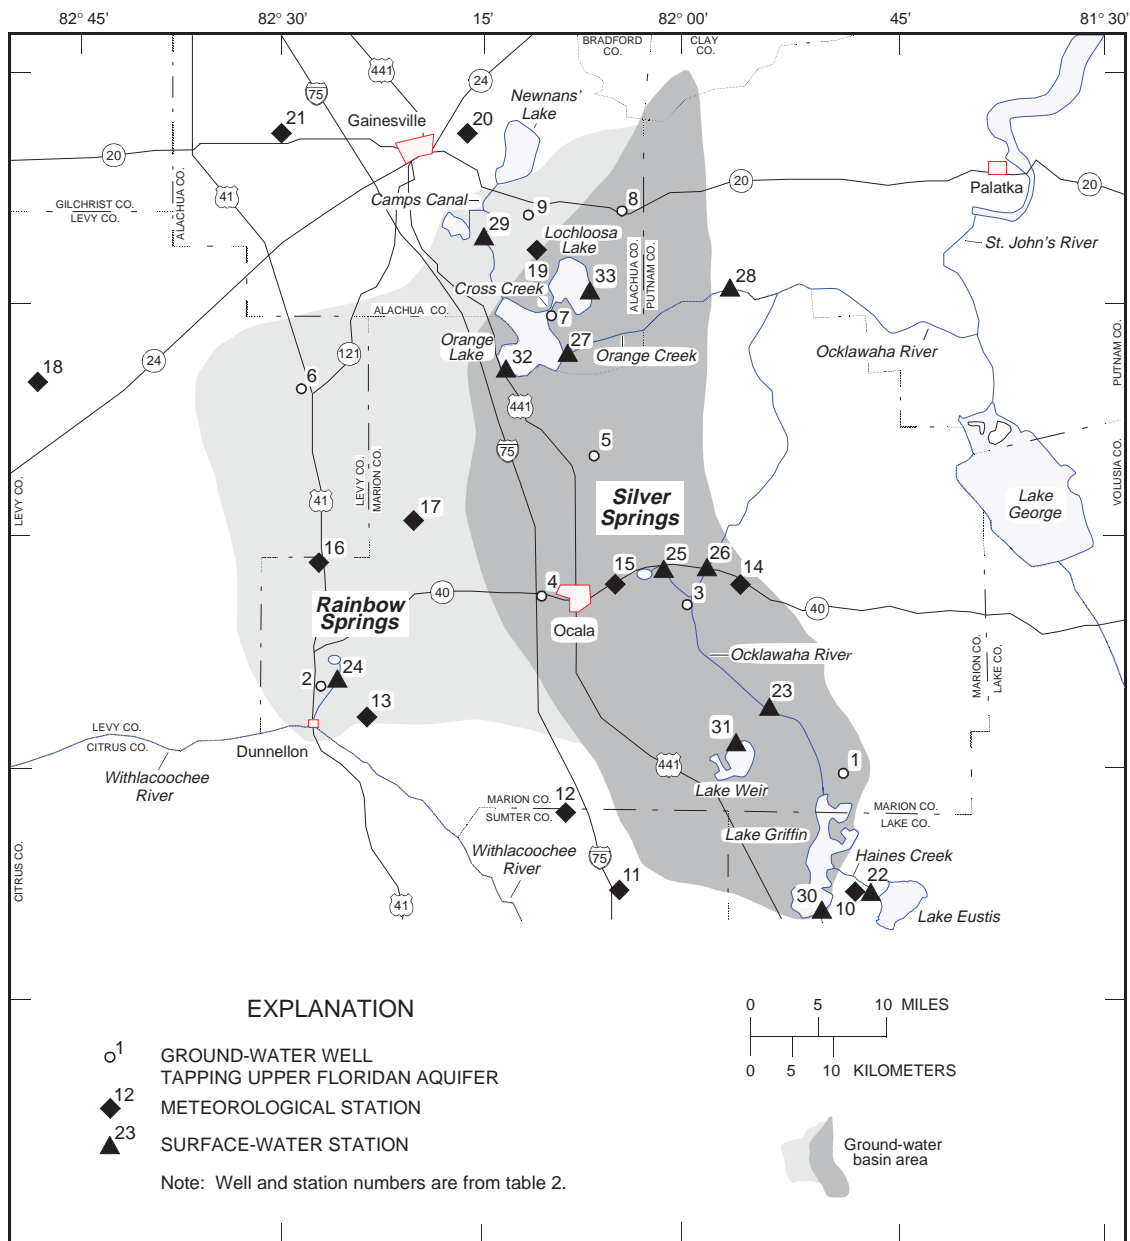 82° 45'
82° 30'
15'
82° 00'
45'
81° 30'
BRADFORD
CO.
CLAY
CO.
441
24
75
Newnans'
Lake
21
Gainesville
20
20
41
ALACHUA CO.
GILCHRIST CO.
LEVY CO.
Camps Canal
9
8
20
Palatka
20
29
Lochloosa
Lake
St. John's River
19
33
ALACHUA CO.
PUTNAM CO.
28
Cross Creek
ALACHUA CO.
7
Orange
Lake
27
Orange Creek
Ocklawaha River
PUTNAM CO.
18
24
121
32
6
441
5
75
LEVY CO.
MARION CO.
VOLUSIA CO.
LEVY CO.
41
17
Silver
Springs
Lake
George
16
15
25
26
14
4
3
40
40
Rainbow
Springs
Ocala
Ocklawaha River
MARION CO.
LAKE CO.
24
2
13
23
LEVY CO.
CITRUS CO.
Dunnellon
31
Withlacoochee
River
441
1
Lake Weir
12
MARION CO.
SUMTER CO.
MARION CO.
LAKE CO.
Lake Griffin
Withlacoochee
River
75
Haines Creek
CITRUS CO.
11
22
41
30
10
Lake Eustis
EXPLANATION
0 5 10 MILES
1
GROUND-WATER WELL
TAPPING UPPER FLORIDAN AQUIFER
0 5 10 KILOMETERS
12
METEOROLOGICAL STATION
23
SURFACE-WATER STATION
Ground-water
basin area
Note: Well and station numbers are from table 2.